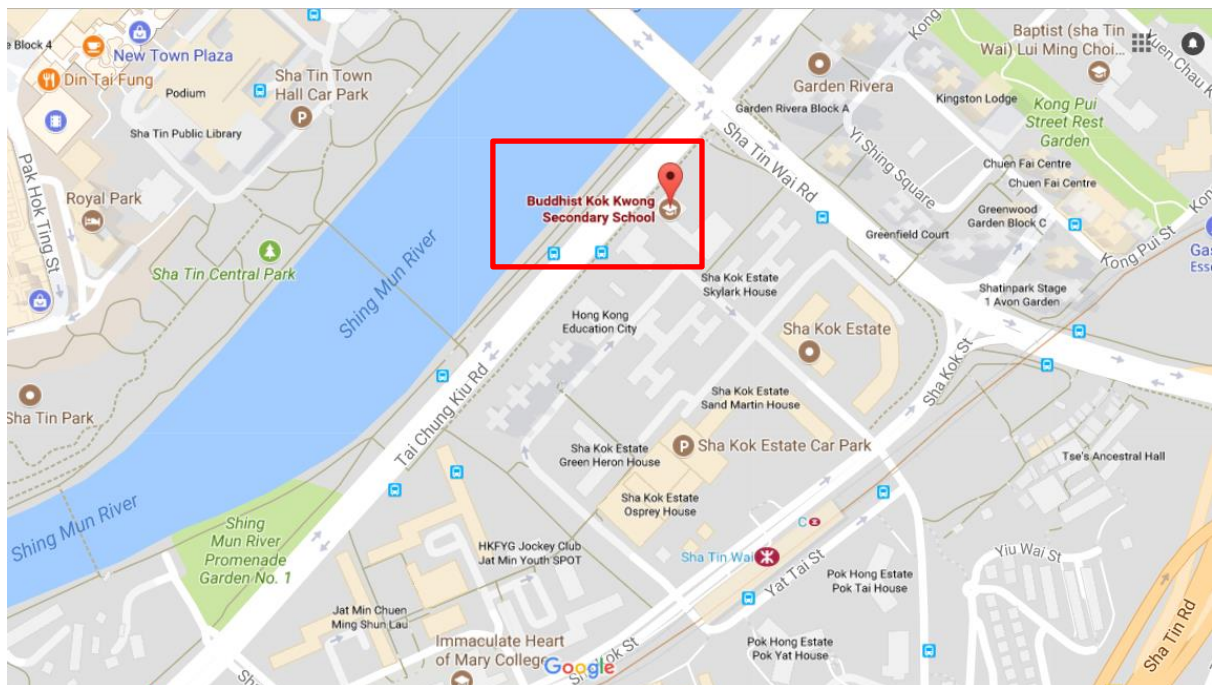 e Block 4
New Town Plaza
Din Tai Fung
Podium
Sha Tin Public Library
Sha Tin Town
Hall Car Park
P
Pak Hok Ting St
Royal Park
Sha Tin Central Park
Shing Mun River
Sha Tin Park
Shing Mun River
Shing
Mun River
Promenade
Garden No. 1
Tai Chung Kiu Rd
Buddhist Kok Kwong
Secondary School
Sha Tin Wai Rd
Garden Rivera
Garden Rivera Block A
Yi Shing Square
Kong
Baptist (sha Tin
Wai) Lui Ming Choi...
Yuen Chau K
Kingston Lodge
Kong Pui
Street Rest
Garden
Chuen Fai Centre
Chuen Fai Centre
Greenwood
Garden Block C
Greenfield Court
Kong Pui St
Kon
Gas
Esse
Shatinpark Stage
1 Avon Garden
Sha Kok Estate
Skylark House
Hong Kong
Education City
Sha Kok Estate
Sha Kok St
Sha Kok Estate
Sand Martin House
P
Sha Kok Estate Car Park
Sha Kok Estate
Green Heron House
Sha Kok Estate
Osprey House
Tse's Ancestral Hall
C
Sha Tin Wai
Yat Tai St
Yiu Wai St
Pok Hong Estate
Pok Tai House
Pok Hong Estate
Pok Yat House
Sha Tin Rd
HKFYG Jockey Club
Jat Min Youth SPOT
Jat Min Chuen
Ming Shun Lau
Immaculate Heart
of Mary College
Google
Kok St